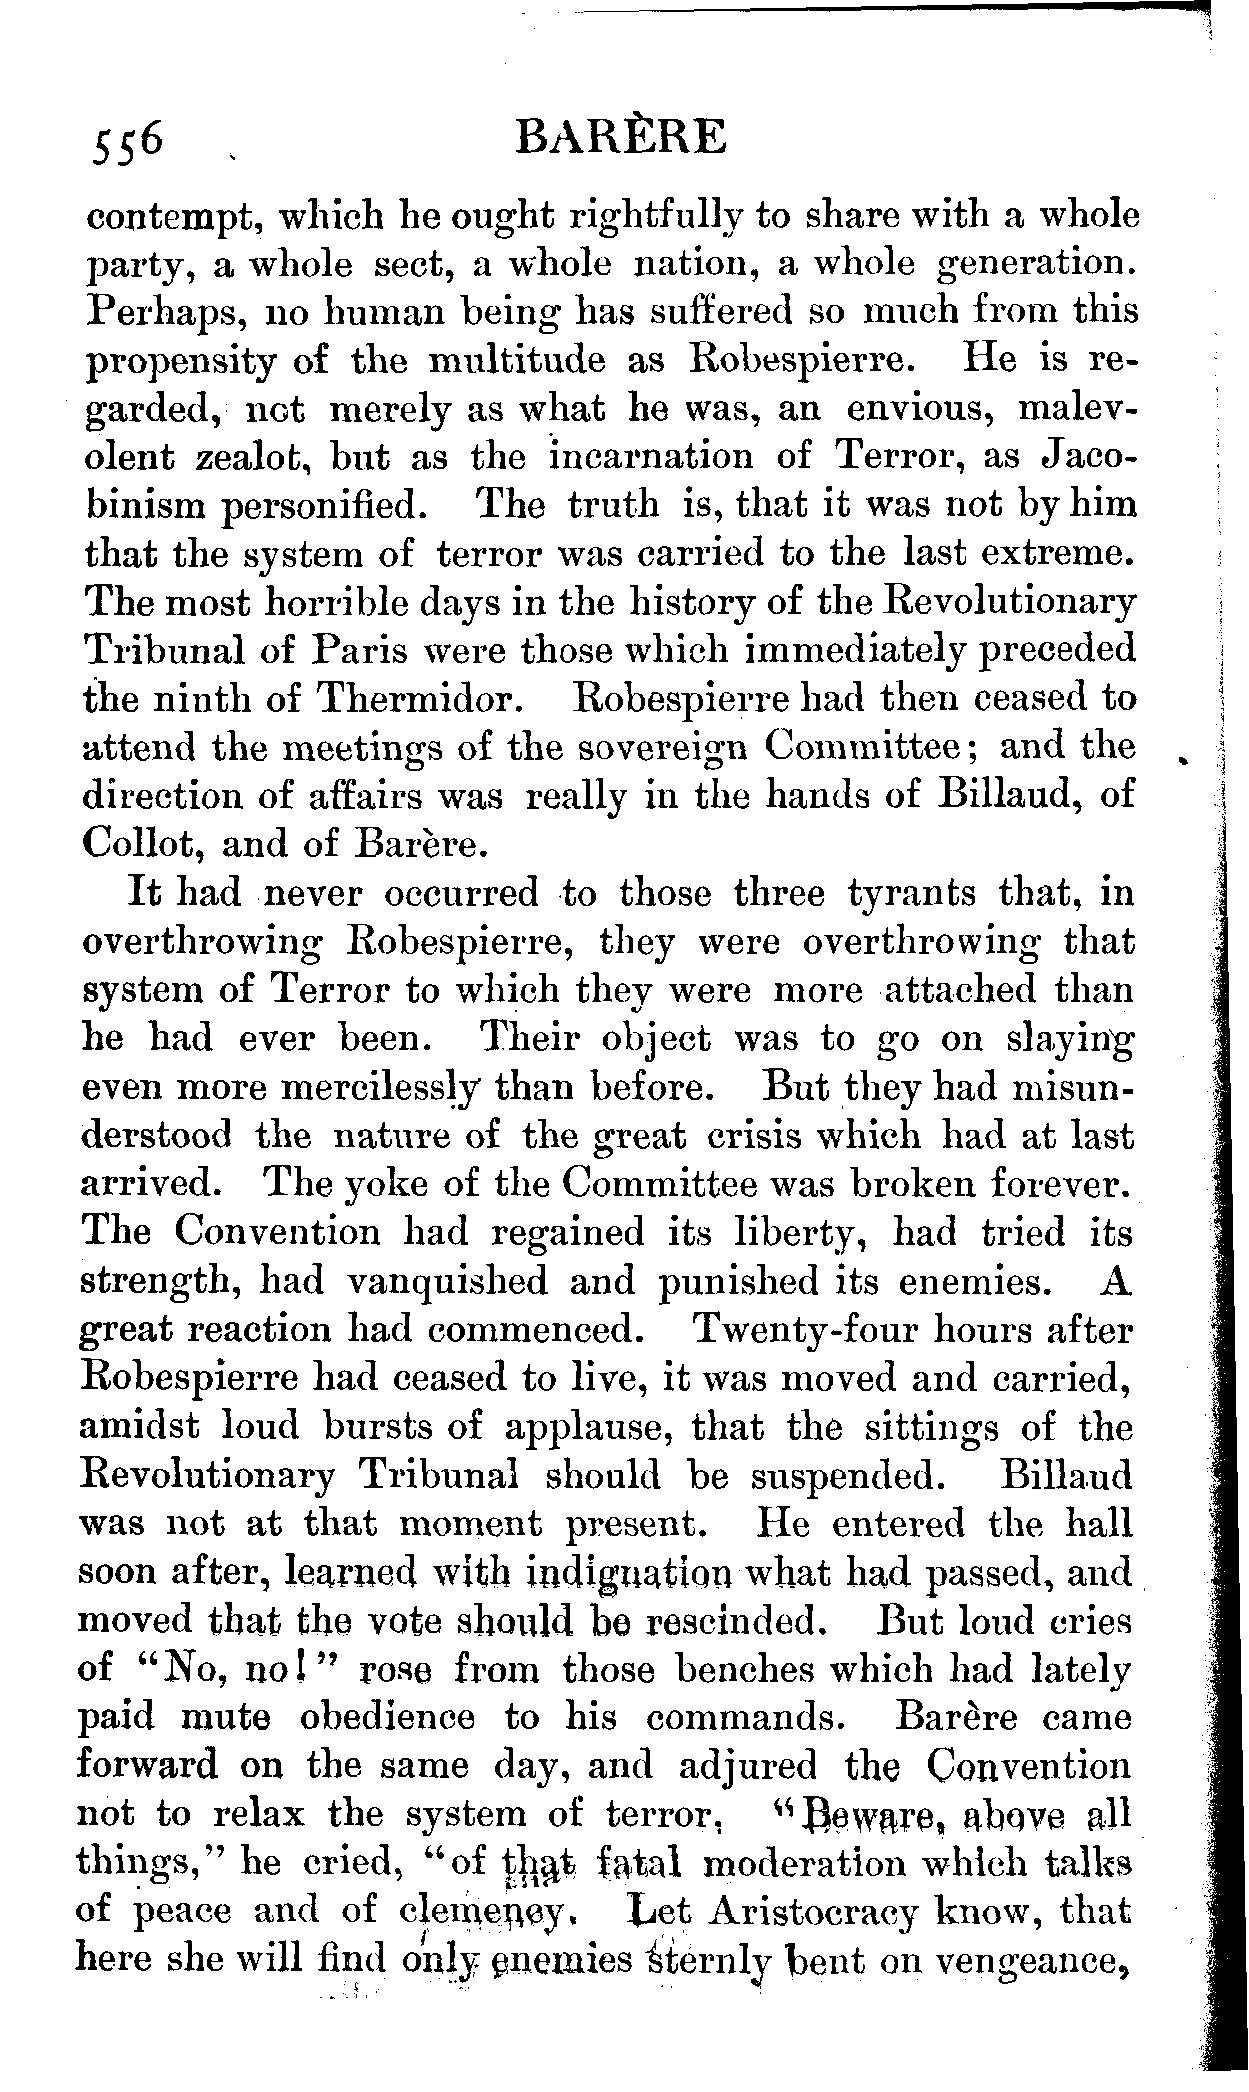 556 BARÈRE
contempt, which he ought rightfully to share with a whole
party, a whole sect, a whole nation, a whole generation.
Perhaps, no human being has suffered so much from this
propensity of the multitude as Robespierre. He is re-
garded, not merely as what he was, an envious, malev-
olent zealot, but as the incarnation of Terror, as Jaco-
binism personified. The truth is, that it was not by him
that the system of terror was carried to the last extreme.
The most horrible days in the history of the Revolutionary
Tribunal of Paris were those which immediately preceded
the ninth of Thermidor. Robespierre had then ceased to
attend the meetings of the sovereign Committee; and the
direction of affairs was really in the hands of Billaud, of
Collot, and of Barère.
It had never occurred to those three tyrants that, in
overthrowing Robespierre, they were overthrowing that
system of Terror to which they were more attached than
he had ever been. Their object was to go on slaying
even more mercilessly than before. But they had misun-
derstood the nature of the great crisis which had at last
arrived. The yoke of the Committee was broken forever.
The Convention had regained its liberty, had tried its
strength, had vanquished and punished its enemies. A
great reaction had commenced. Twenty-four hours after
Robespierre had ceased to live, it was moved and carried,
amidst loud bursts of applause, that the sittings of the
Revolutionary Tribunal should be suspended. Billaud
was not at that moment present. He entered the hall
soon after, learned with indignation what had passed, and
moved that the vote should be rescinded. But loud cries
of "No, no!" rose from those benches which had lately
paid mute obedience to his commands. Barère came
forward on the same day, and adjured the Convention
not to relax the system of terror. "Beware, above all
things," he cried, "of that fatal moderation which talks
of peace and of clemency. Let Aristocracy know, that
here she will find only enemies sternly bent on vengeance,